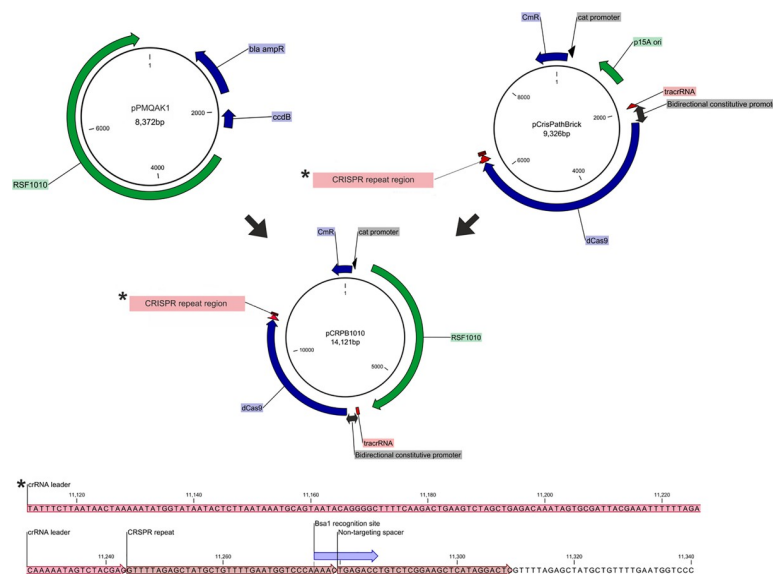 bla ampR
1
pPMQAK1
8,372bp
2000
ccdB
6000
4000
RSF1010
CmR
cat promoter
p15A ori
1
8000
tracrRNA
pCrisPathBrick
9,326bp
2000
Bidirectional constitutive promot
6000
4000
* CRISPR repeat region
dCas9
CmR
cat promoter
* CRISPR repeat region
1
pCRPB1010
14,121bp
10000
5000
RSF1010
dCas9
tracrRNA
Bidirectional constitutive promoter
* crRNA leader
11,120 11,140 11,160 11,180 11,200 11,220
TATTTCTTAATAACTAAAAATATGGTATAATACTCTTAATAAATGCAGTAATACAGGGGCTTTTCAAGACTGAAGTCTAGCTGAGACAAATAGTGCGATTACGAAATTTTTTAGA
Bsa1 recognition site
crRNA leader CRSPR repeat Non-targeting spacer
11,240 11,260 11,300 11,320 11,340
CAAAAATAGTCTACGAGGTTTTAGAGCTATGCTGTTTTGAATGGTCCCAAAACTGAGACCTGTCTCGGAAGCTCATAGGACTCGTTTTAGAGCTATGCTGTTTTGAATGGTCCC